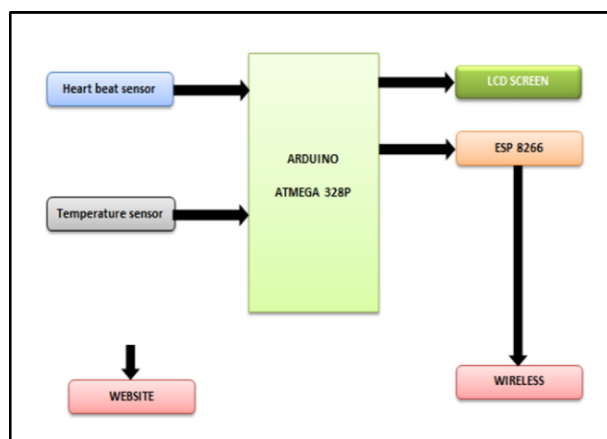 Heart beat sensor
LCD SCREEN
ESP 8266
ARDUINO
ATMEGA 328P
Temperature sensor
WEBSITE
WIRELESS